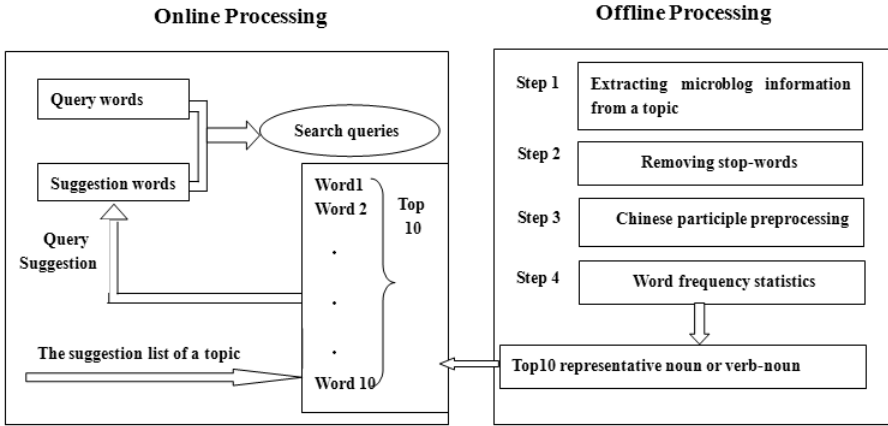 Online Processing
Query words
Search queries
Suggestion words
Word1
Word 2
Top
10
Query
Suggestion
The suggestion list of a topic
Word 10
Offline Processing
Step 1
Extracting microblog information
from a topic
Step 2
Removing stop-words
Step 3
Chinese participle preprocessing
Step 4
Word frequency statistics
Top10 representative noun or verb-noun